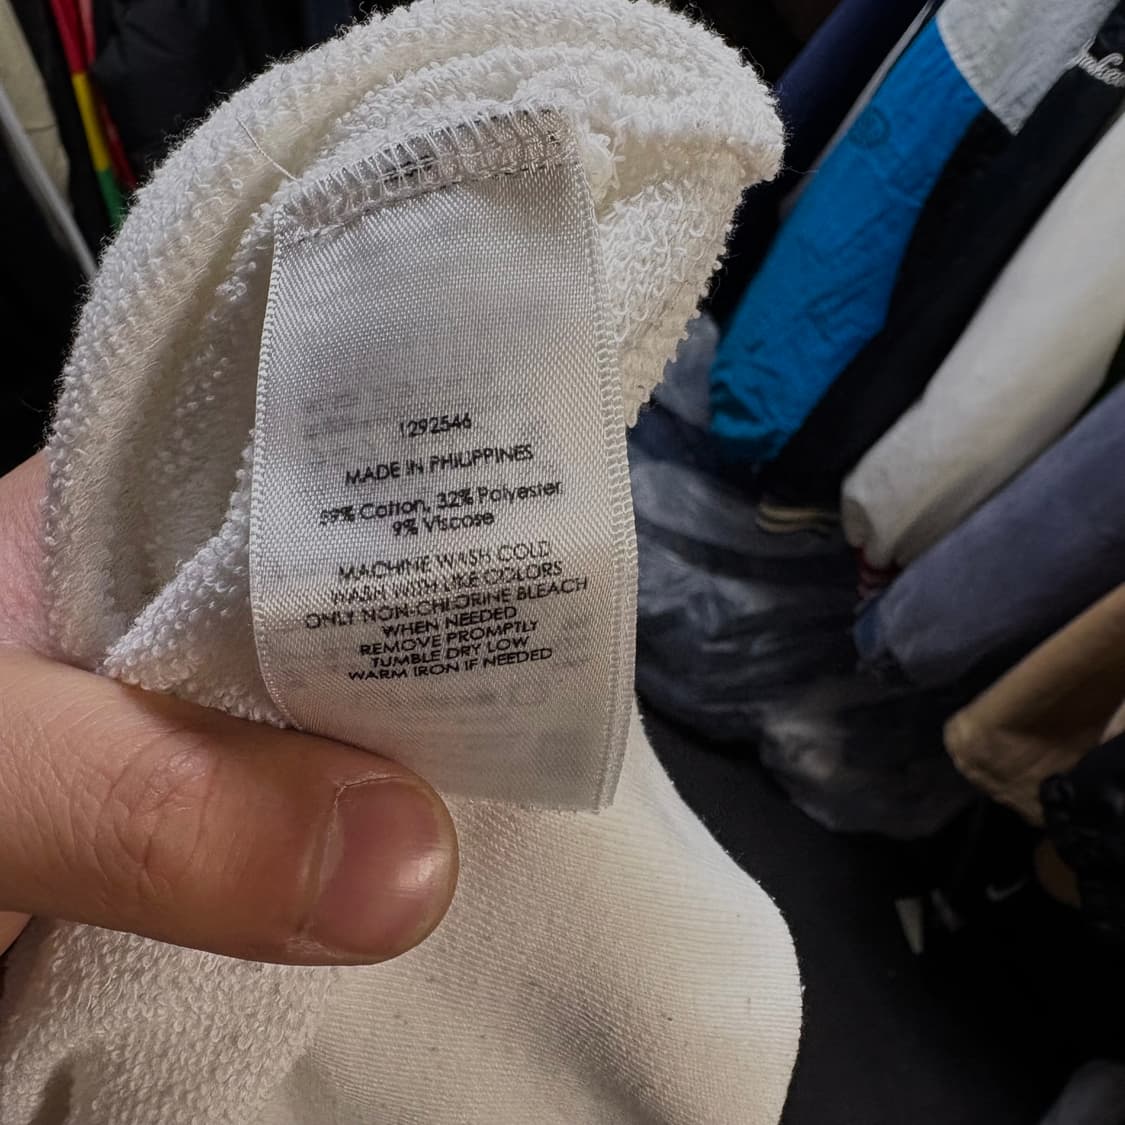 1292546
MADE IN PHILIPPINES
59% Cotton, 32% Polyester
9% Viscose
MACHINE WASH COLD
WASH WITH LIKE COLORS
ONLY NON-CHLORINE BLEACH
WHEN NEEDED
REMOVE PROMPTLY
TUMBLE DRY LOW
WARM IRON IF NEEDED